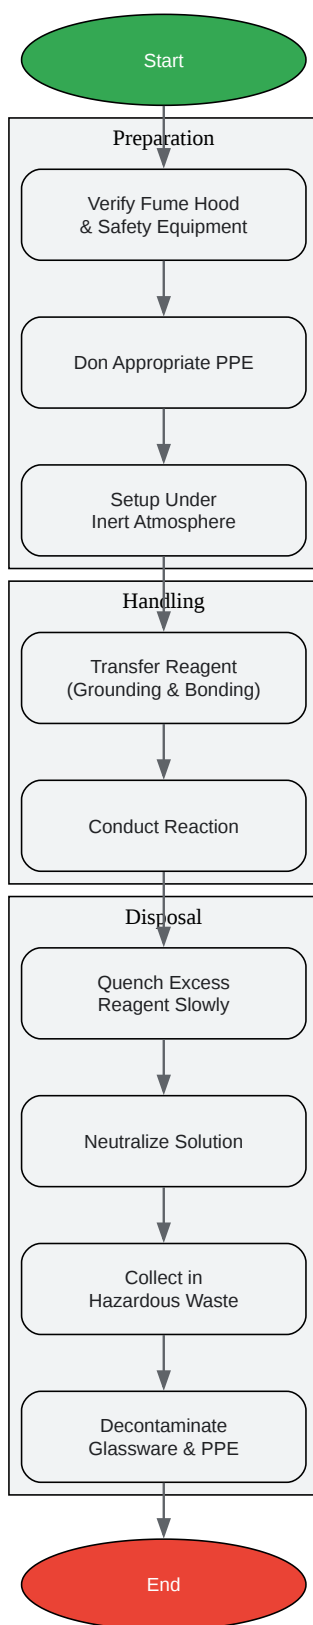 Start
Preparation
Verify Fume Hood
& Safety Equipment
Don Appropriate PPE
Setup Under
Inert Atmosphere
Handling
Transfer Reagent
(Grounding & Bonding)
Conduct Reaction
Disposal
Quench Excess
Reagent Slowly
Neutralize Solution
Collect in
Hazardous Waste
Decontaminate
Glassware & PPE
End